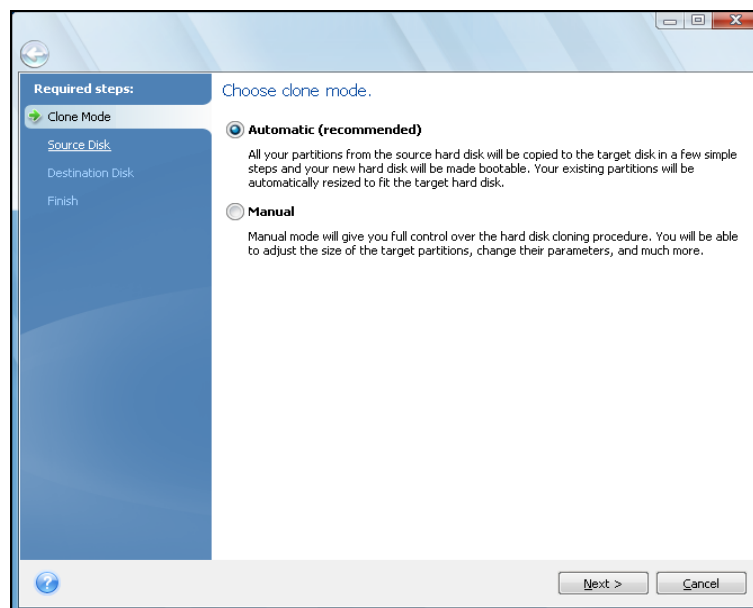 Required steps:
Clone Mode
Source Disk
Destination Disk
Finish
Choose clone mode.
Automatic (recommended)
All your partitions from the source hard disk will be copied to the target disk in a few simple
steps and your new hard disk will be made bootable. Your existing partitions will be
automatically resized to fit the target hard disk.
Manual
Manual mode will give you full control over the hard disk cloning procedure. You will be able
to adjust the size of the target partitions, change their parameters, and much more.
Next >
Cancel